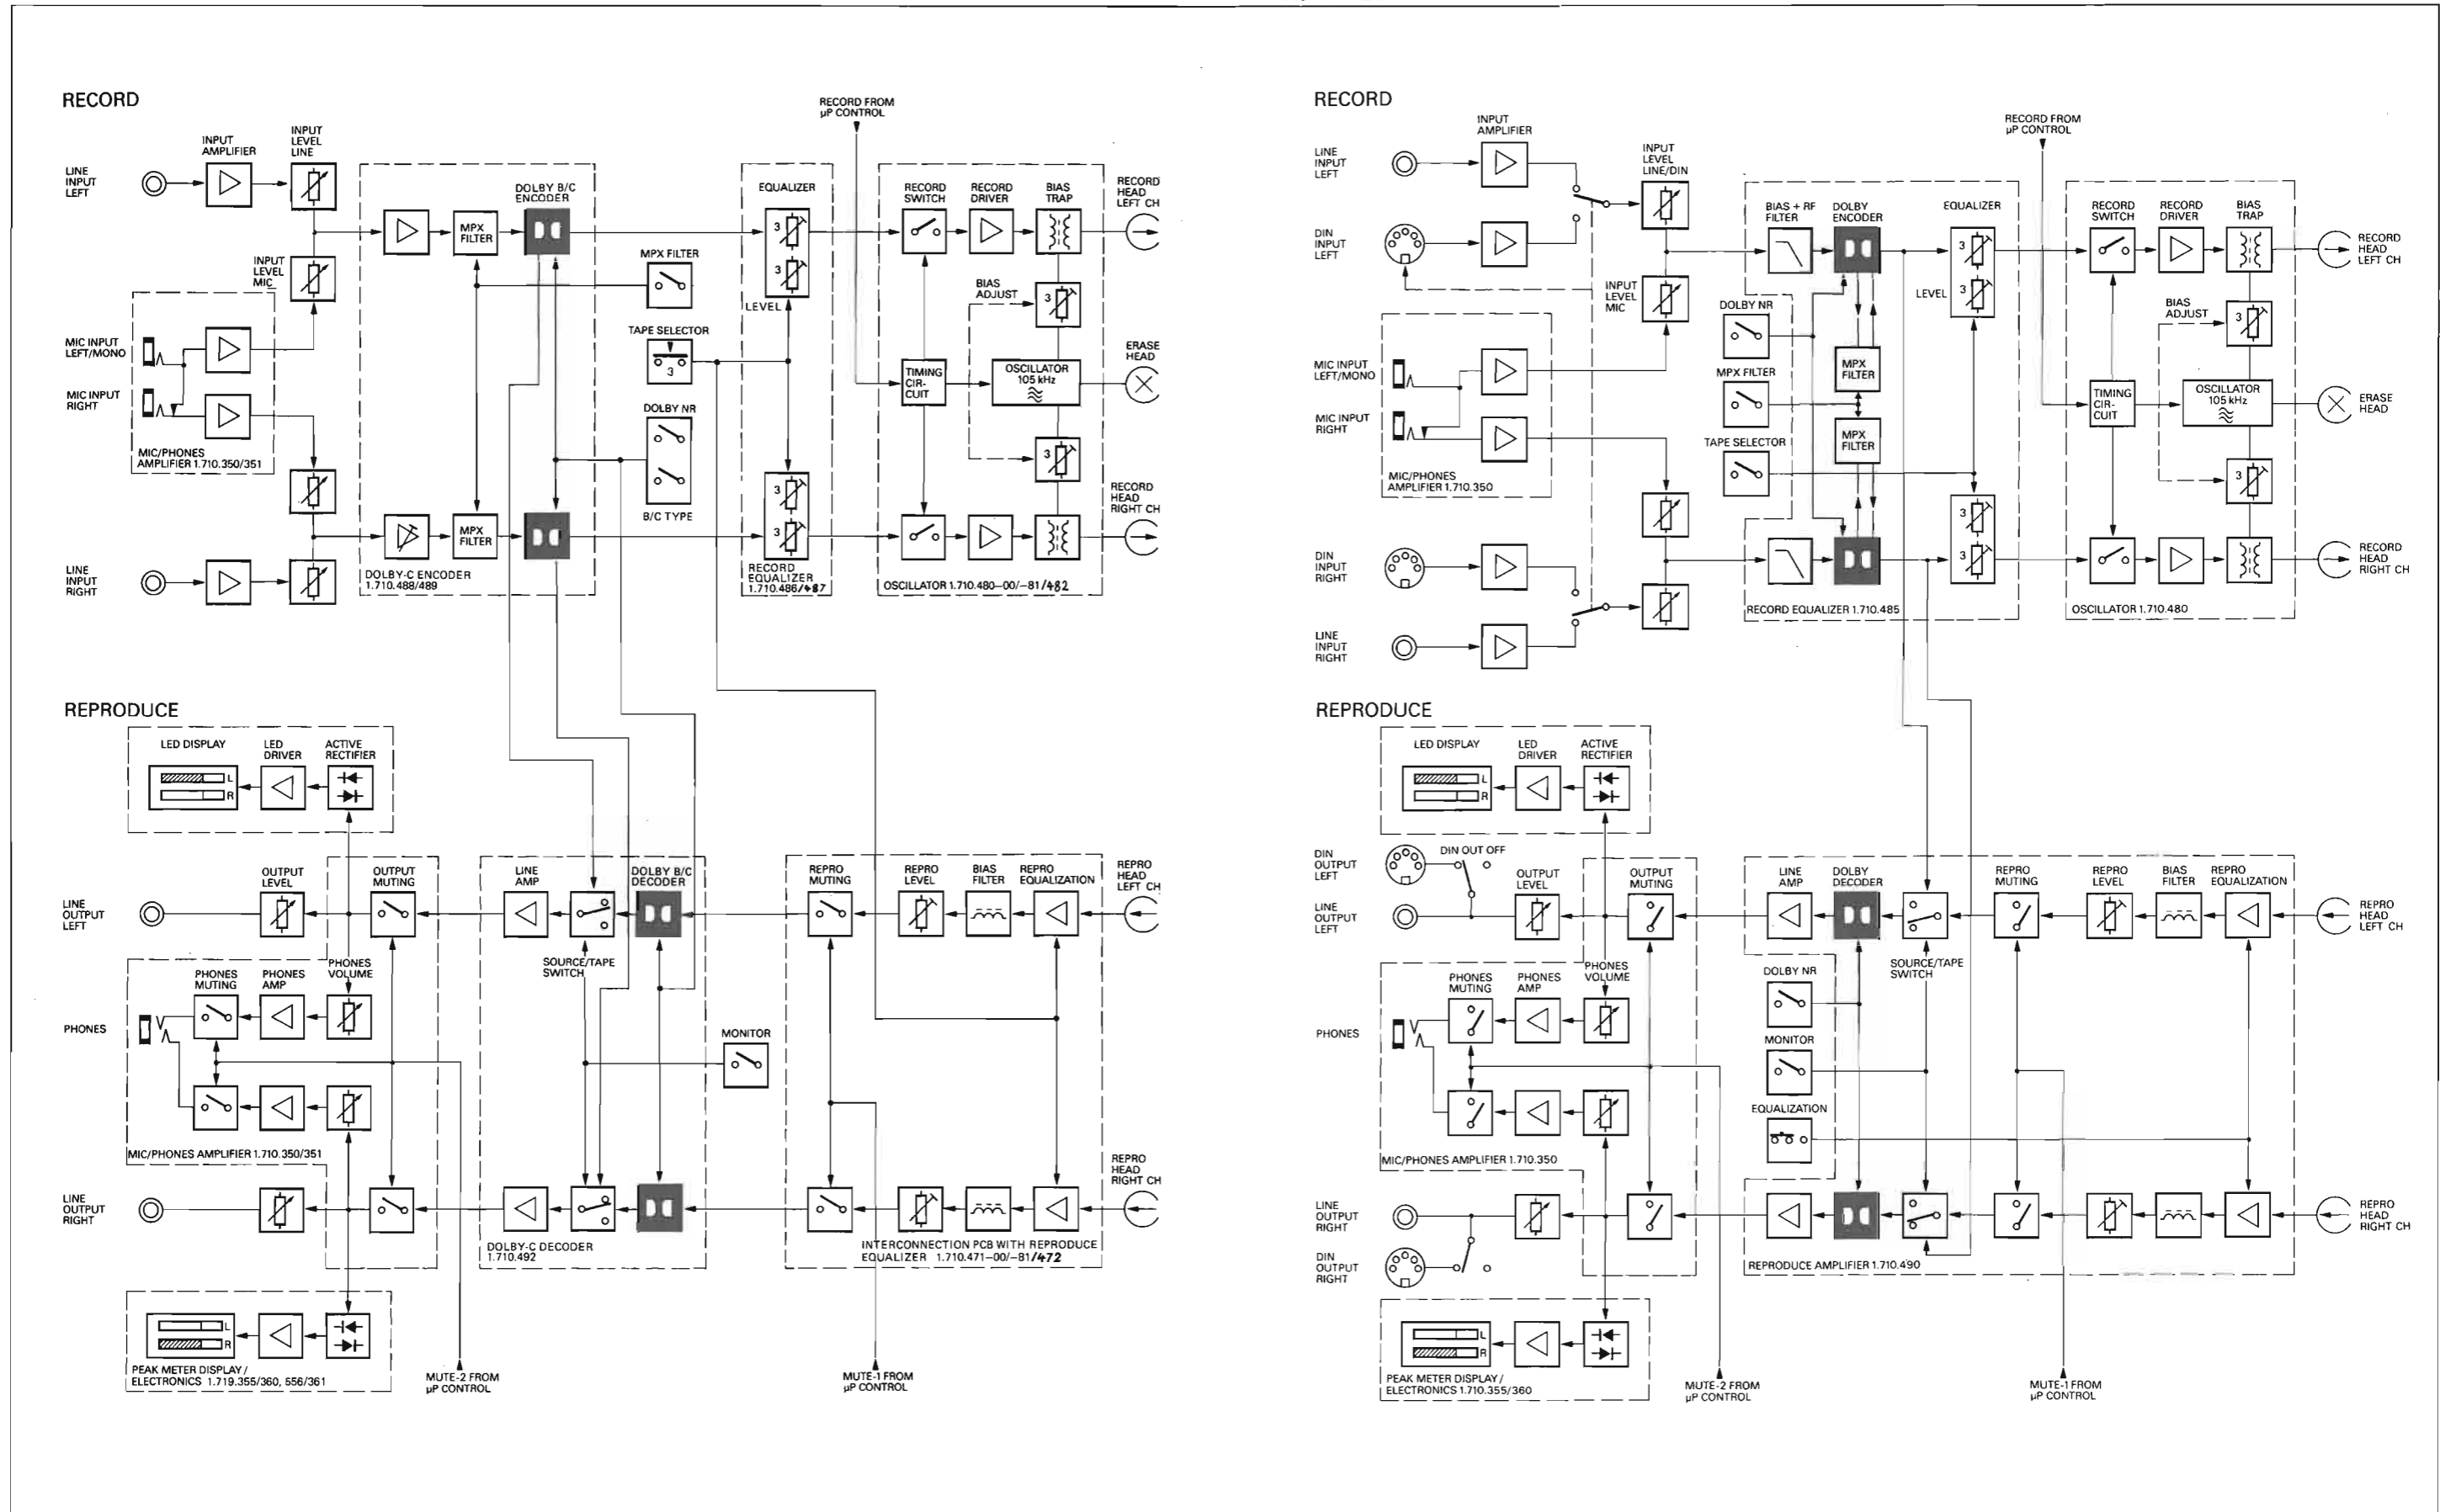 RECORD
RECORD FROM
µP CONTROL
INPUT
AMPLIFIER
INPUT
LEVEL
LINE
LINE
INPUT
LEFT
DOLBY B/C
ENCODER
EQUALIZER
RECORD
SWITCH
RECORD
DRIVER
BIAS
TRAP
RECORD
HEAD
LEFT CH
MPX
FILTER
3
3
LEVEL
INPUT
LEVEL
MIC
MPX FILTER
BIAS
ADJUST
3
TAPE SELECTOR
3
MIC INPUT
LEFT/MONO
MIC INPUT
RIGHT
TIMING
CIR-
CUIT
OSCILLATOR
105 kHz
ERASE
HEAD
DOLBY NR
B/C TYPE
3
MIC/PHONES
AMPLIFIER 1.710.350/351
3
3
RECORD
HEAD
RIGHT CH
MPX
FILTER
LINE
INPUT
RIGHT
DOLBY-C ENCODER
1.710.488/489
RECORD
EQUALIZER
1.710.486/487
OSCILLATOR 1.710.480-00/-81/482
REPRODUCE
LED DISPLAY
LED
DRIVER
ACTIVE
RECTIFIER
L
R
OUTPUT
LEVEL
OUTPUT
MUTING
LINE
AMP
DOLBY B/C
DECODER
REPRO
MUTING
REPRO
LEVEL
BIAS
FILTER
REPRO
EQUALIZATION
REPRO
HEAD
LEFT CH
LINE
OUTPUT
LEFT
SOURCE/TAPE
SWITCH
PHONES
MUTING
PHONES
AMP
PHONES
VOLUME
PHONES
MONITOR
MIC/PHONES AMPLIFIER 1.710.350/351
REPRO
HEAD
RIGHT CH
LINE
OUTPUT
RIGHT
DOLBY-C DECODER
1.710.492
INTERCONNECTION PCB WITH REPRODUCE
EQUALIZER 1.710.471-00/-81/472
L
R
PEAK METER DISPLAY/
ELECTRONICS 1.719.355/360, 556/361
MUTE-2 FROM
µP CONTROL
MUTE-1 FROM
µP CONTROL
RECORD
INPUT
AMPLIFIER
RECORD FROM
µP CONTROL
LINE
INPUT
LEFT
INPUT
LEVEL
LINE/DIN
DIN
INPUT
LEFT
BIAS + RF
FILTER
DOLBY
ENCODER
EQUALIZER
RECORD
SWITCH
RECORD
DRIVER
BIAS
TRAP
RECORD
HEAD
LEFT CH
3
3
LEVEL
INPUT
LEVEL
MIC
DOLBY NR
BIAS
ADJUST
3
MIC INPUT
LEFT/MONO
MIC INPUT
RIGHT
MPX
FILTER
MPX FILTER
MPX
FILTER
TAPE SELECTOR
TIMING
CIR-
CUIT
OSCILLATOR
105 kHz
ERASE
HEAD
3
MIC/PHONES
AMPLIFIER 1.710.350
3
3
DIN
INPUT
RIGHT
RECORD
HEAD
RIGHT CH
RECORD EQUALIZER 1.710.485
OSCILLATOR 1.710.480
LINE
INPUT
RIGHT
REPRODUCE
LED DISPLAY
LED
DRIVER
ACTIVE
RECTIFIER
L
R
DIN
OUTPUT
LEFT
DIN OUT OFF
LINE
OUTPUT
LEFT
OUTPUT
LEVEL
OUTPUT
MUTING
LINE
AMP
DOLBY
DECODER
REPRO
MUTING
REPRO
LEVEL
BIAS
FILTER
REPRO
EQUALIZATION
REPRO
HEAD
LEFT CH
SOURCE/TAPE
SWITCH
DOLBY NR
PHONES
MUTING
PHONES
AMP
PHONES
VOLUME
PHONES
MONITOR
EQUALIZATION
MIC/PHONES AMPLIFIER 1.710.350
LINE
OUTPUT
RIGHT
REPRO
HEAD
RIGHT CH
DIN
OUTPUT
RIGHT
REPRODUCE AMPLIFIER 1.710.490
L
R
PEAK METER DISPLAY/
ELECTRONICS 1.710.355/360
MUTE-2 FROM
µP CONTROL
MUTE-1 FROM
µP CONTROL